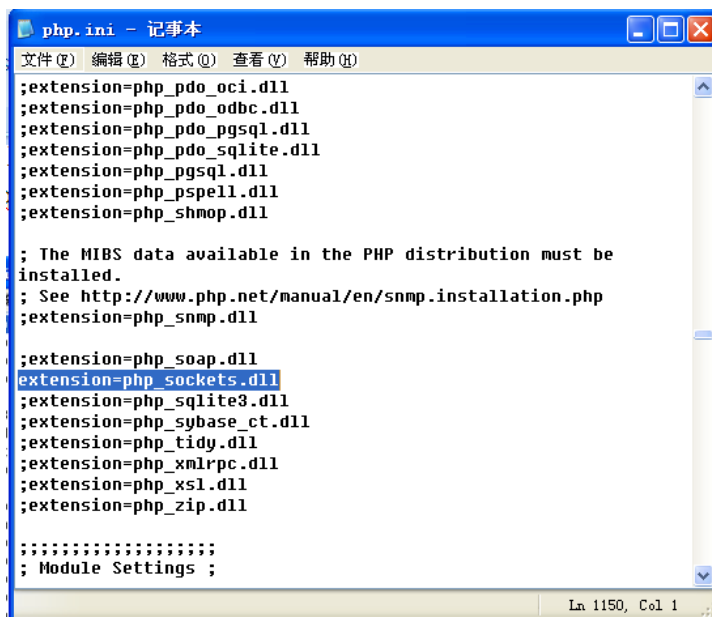 php.ini - 记事本
文件(F) 编辑(E) 格式(O) 查看(V) 帮助(H)
;extension=php_pdo_oci.dll
;extension=php_pdo_odbc.dll
;extension=php_pdo_pgsql.dll
;extension=php_pdo_sqlite.dll
;extension=php_pgsql.dll
;extension=php_pspell.dll
;extension=php_shmop.dll
; The MIBS data available in the PHP distribution must be
installed.
; See http://www.php.net/manual/en/snmp.installation.php
;extension=php_snmp.dll
;extension=php_soap.dll
extension=php_sockets.dll
;extension=php_sqlite3.dll
;extension=php_sybase_ct.dll
;extension=php_tidy.dll
;extension=php_xmlrpc.dll
;extension=php_xsl.dll
;extension=php_zip.dll
;;;;;;;;;;;;;;;;;;;
; Module Settings ;
Ln 1150, Col 1